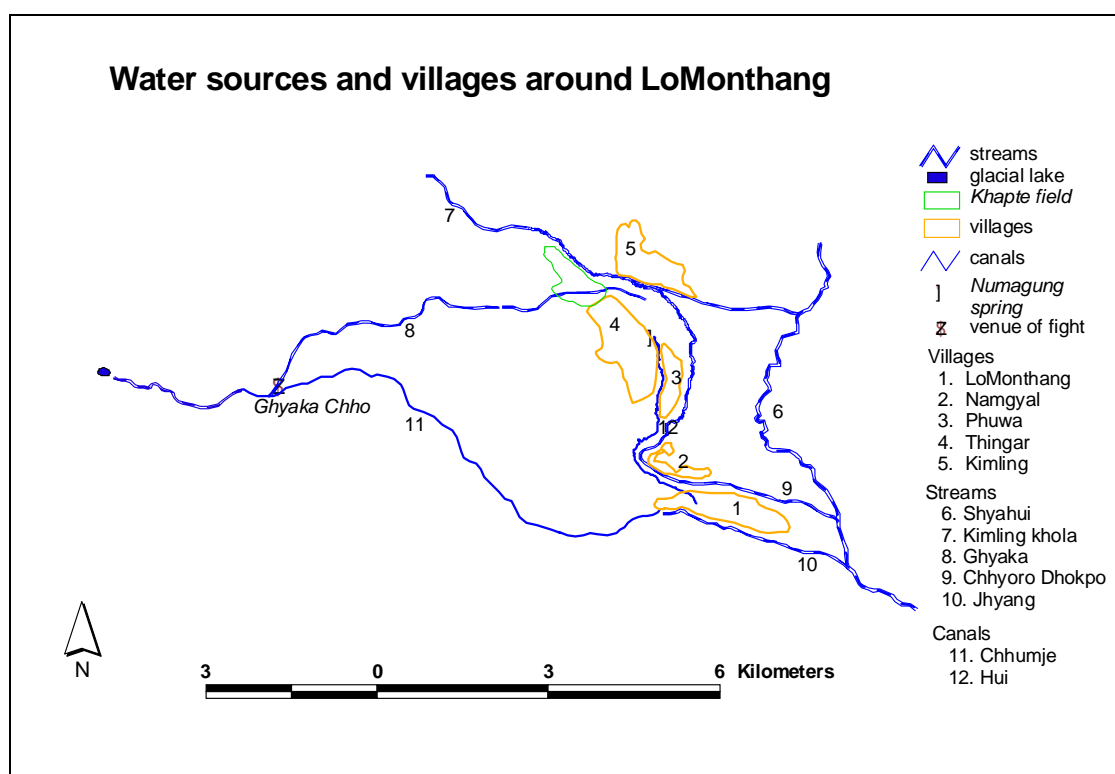 Water sources and villages around LoMonthang
streams
glacial lake
Khapte field
villages
canals
Numagung
spring
venue of fight
Villages
1. LoMonthang
2. Namgyal
3. Phuwa
4. Thingar
5. Kimling
Streams
6. Shyahui
7. Kimling khola
8. Ghyaka
9. Chhyoro Dhokpo
10. Jhyang
Canals
11. Chhumje
12. Hui
7
5
8
4
3
Ghyaka Chho
11
12
6
2
9
1
10
N
3 0 3 6 Kilometers